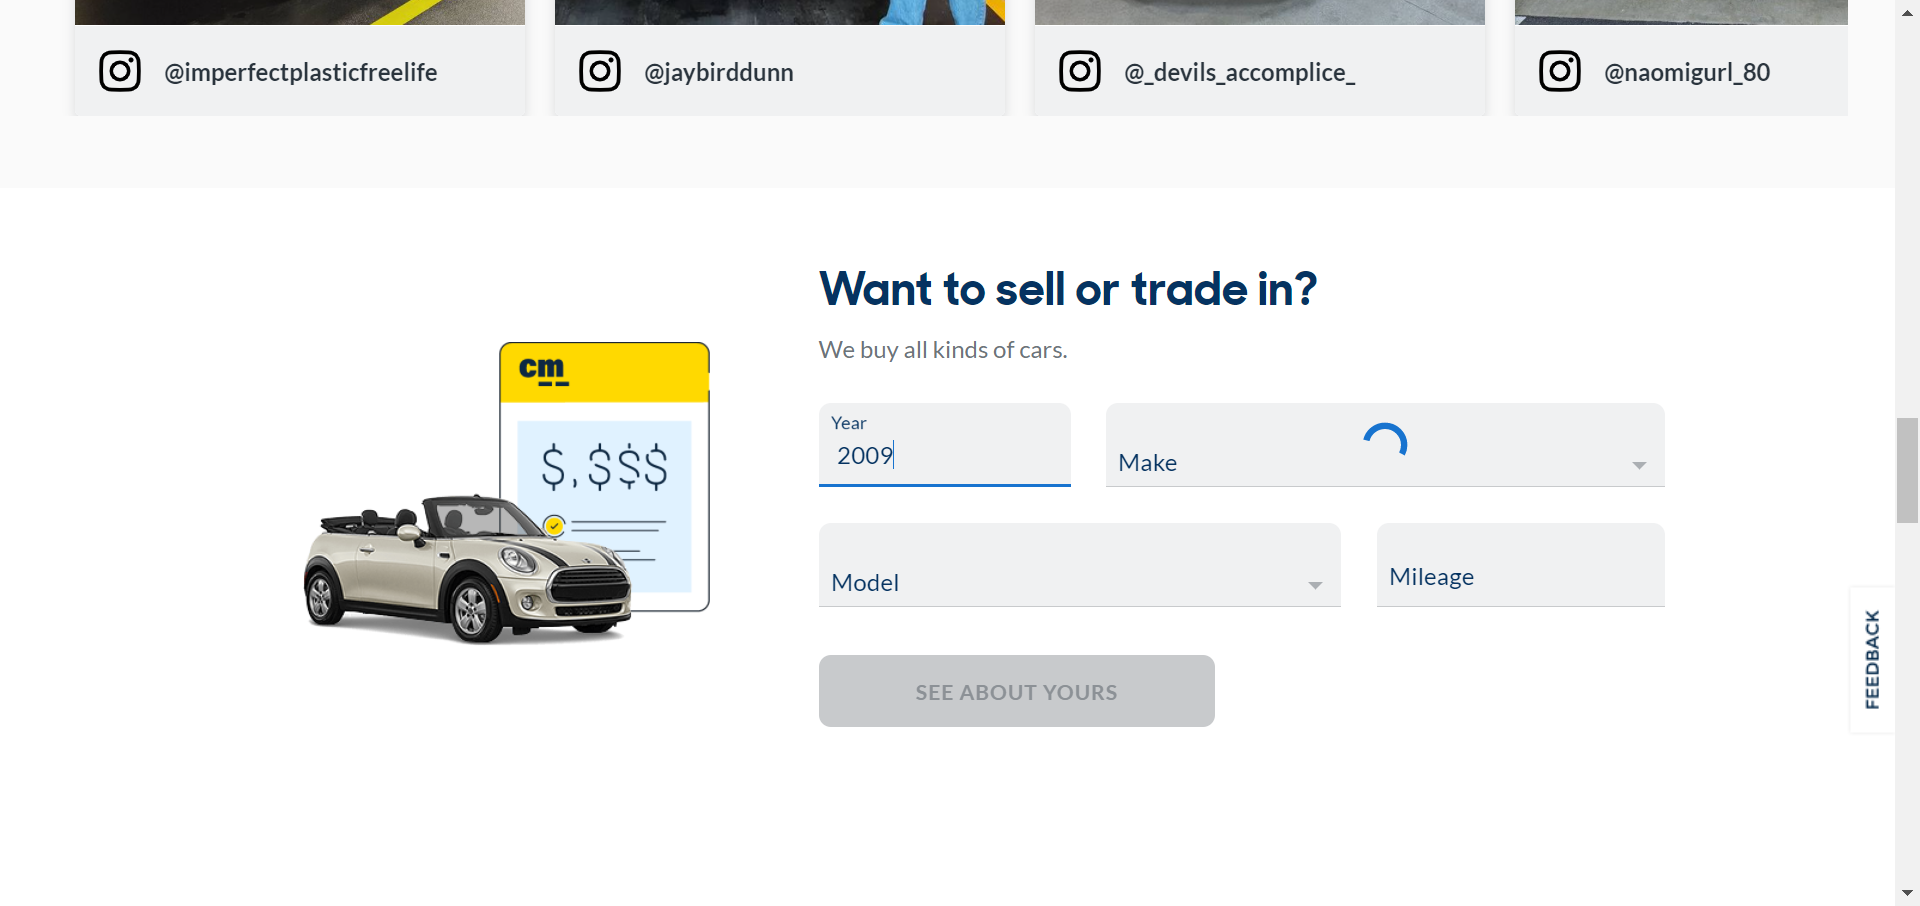 @imperfectplasticfreelife
@jaybirddunn
@_devils_accomplice_
@naomigurl_80
Want to sell or trade in?
We buy all kinds of cars.
cm
$,$$$
Year
2009
Make
Model
Mileage
SEE ABOUT YOURS
FEEDBACK